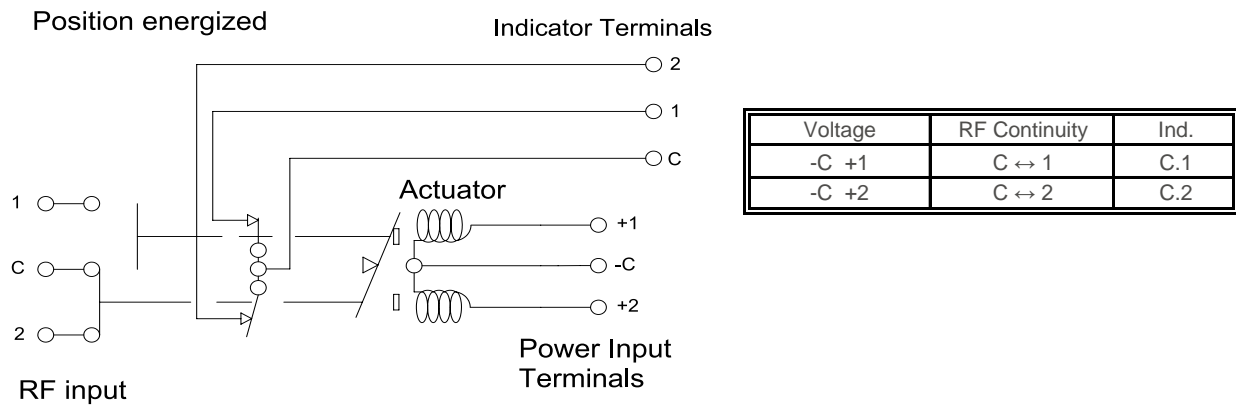 Position energized
Indicator Terminals
2
1
C
Voltage RF Continuity Ind.
-C +1 C ↔ 1 C.1
-C +2 C ↔ 2 C.2
Actuator
1
+1
C
-C
+2
2
Power Input
Terminals
RF input